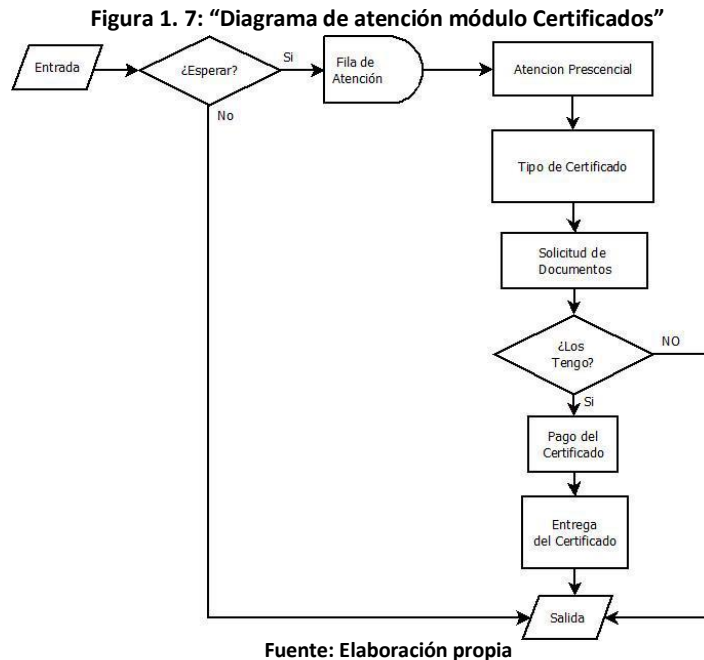 Figura 1. 7: “Diagrama de atención módulo Certificados”
Entrada
¿Esperar?
Si
Fila de
Atención
Atencion Prescencial
No
Tipo de Certificado
Solicitud de
Documentos
¿Los
Tengo?
NO
Si
Pago del
Certificado
Entrega
del Certificado
Salida
Fuente: Elaboración propia